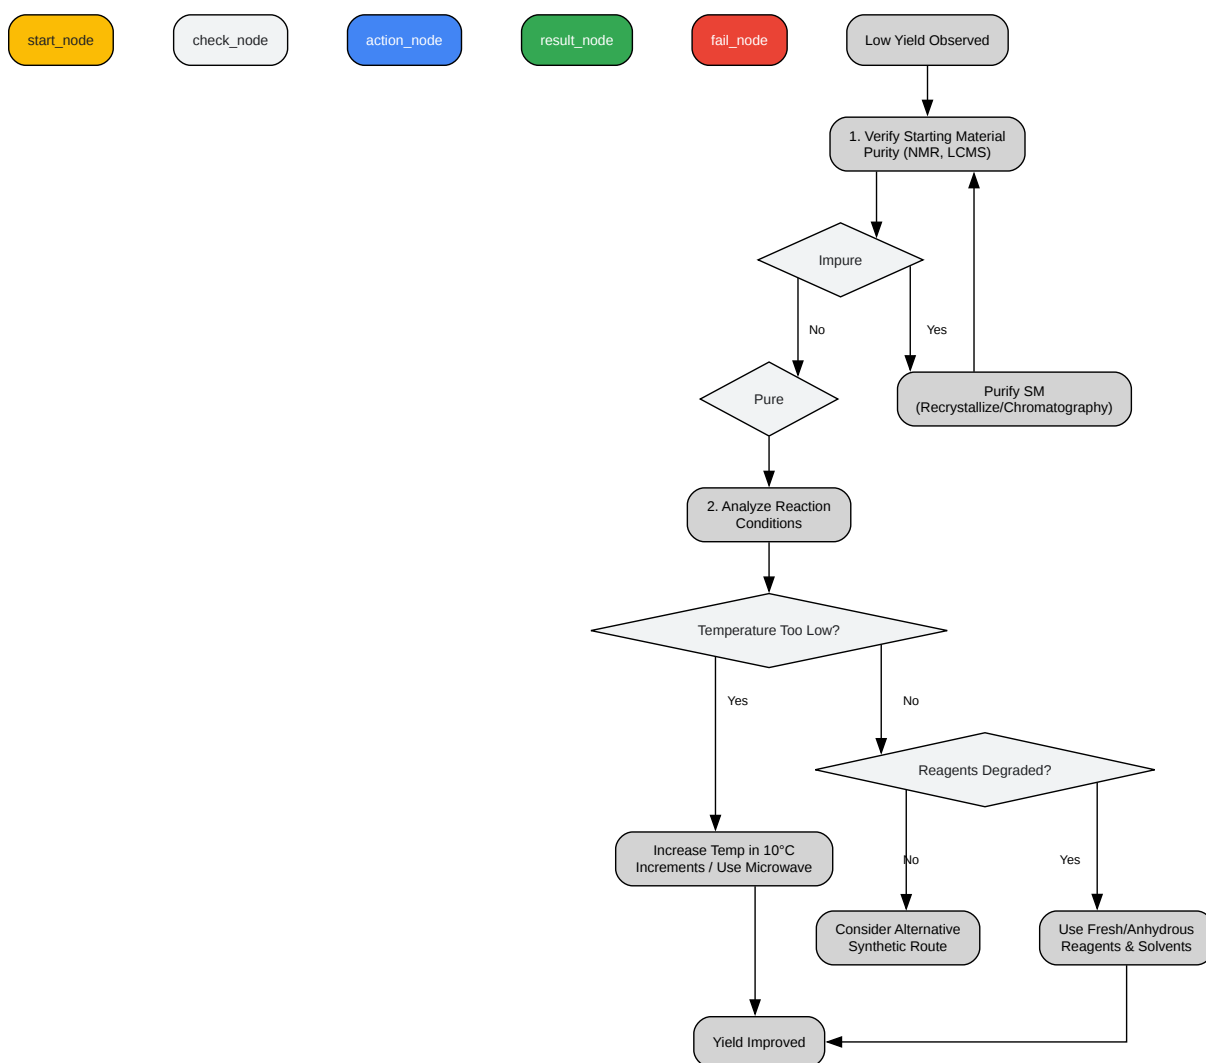 start_node
check_node
action_node
result_node
fail_node
Low Yield Observed
1. Verify Starting Material
Purity (NMR, LCMS)
Impure
No
Yes
Pure
Purify SM
(Recrystallize/Chromatography)
2. Analyze Reaction
Conditions
Temperature Too Low?
Yes
No
Reagents Degraded?
Increase Temp in 10°C
Increments / Use Microwave
No
Yes
Consider Alternative
Synthetic Route
Use Fresh/Anhydrous
Reagents & Solvents
Yield Improved